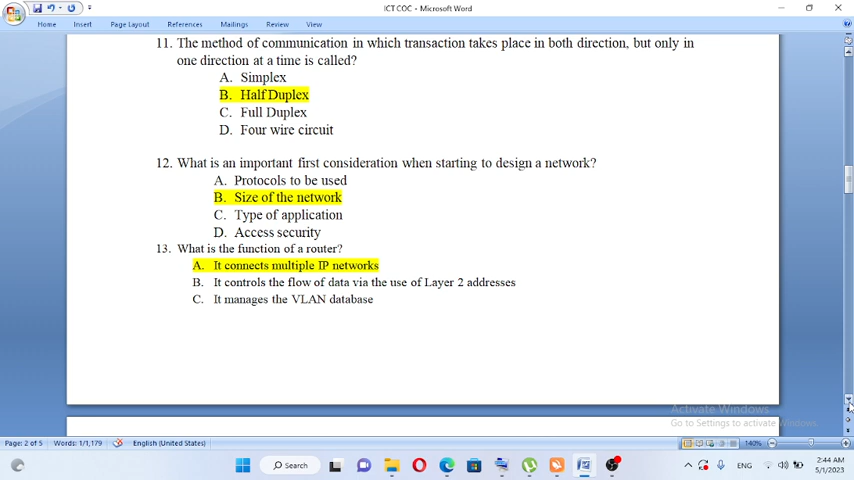 ICT COC - Microsoft Word
Home Insert Page Layout References Mailings Review View
11. The method of communication in which transaction takes place in both direction, but only in
one direction at a time is called?
A. Simplex
B. Half Duplex
C. Full Duplex
D. Four wire circuit
12. What is an important first consideration when starting to design a network?
A. Protocols to be used
B. Size of the network
C. Type of application
D. Access security
13. What is the function of a router?
A. It connects multiple IP networks
B. It controls the flow of data via the use of Layer 2 addresses
C. It manages the VLAN database
Activate Windows
Go to Settings to activate Windows.
Page: 2 of 5 Words: 1/1,179 English (United States) 140%
Search ENG 2:44 AM
5/1/2023